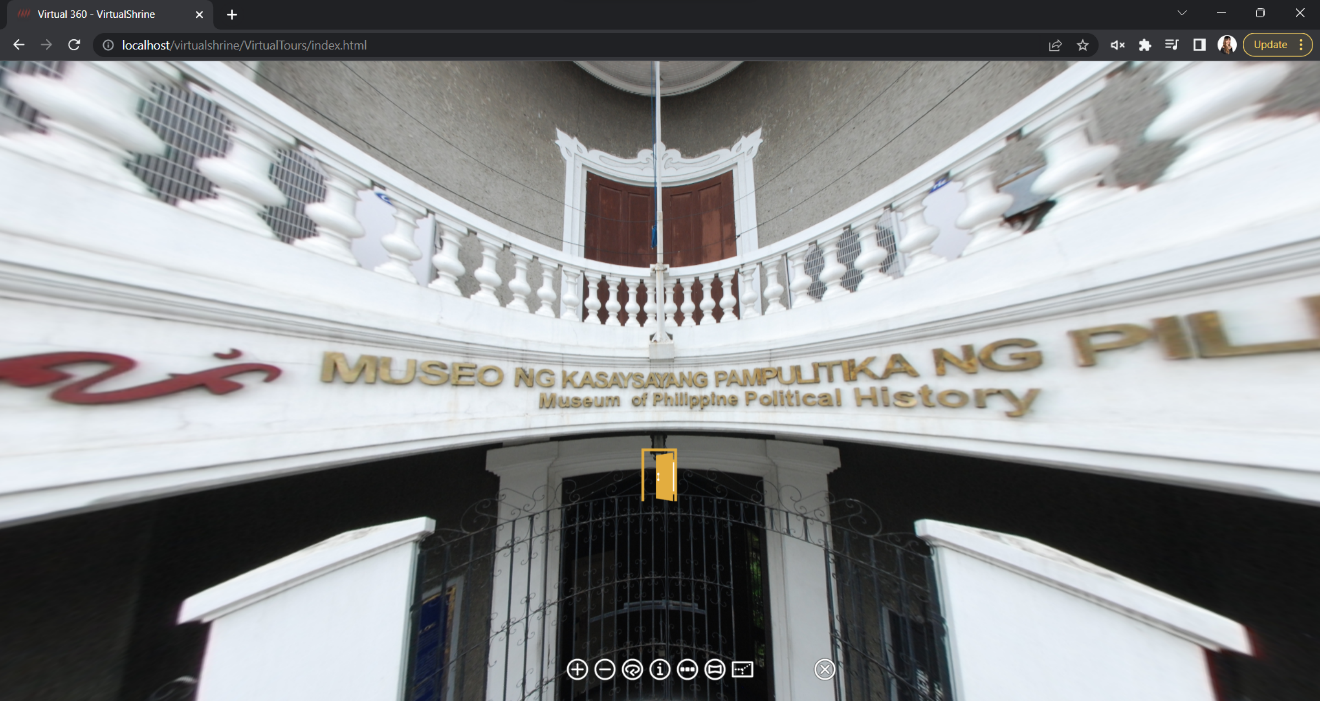 Virtual 360 - VirtualShrine
localhost/virtualshrine/VirtualTours/index.html
Update
MUSEO NG KASAYSAYANG PAMPULITIKA NG
Museum of Philippine Political History